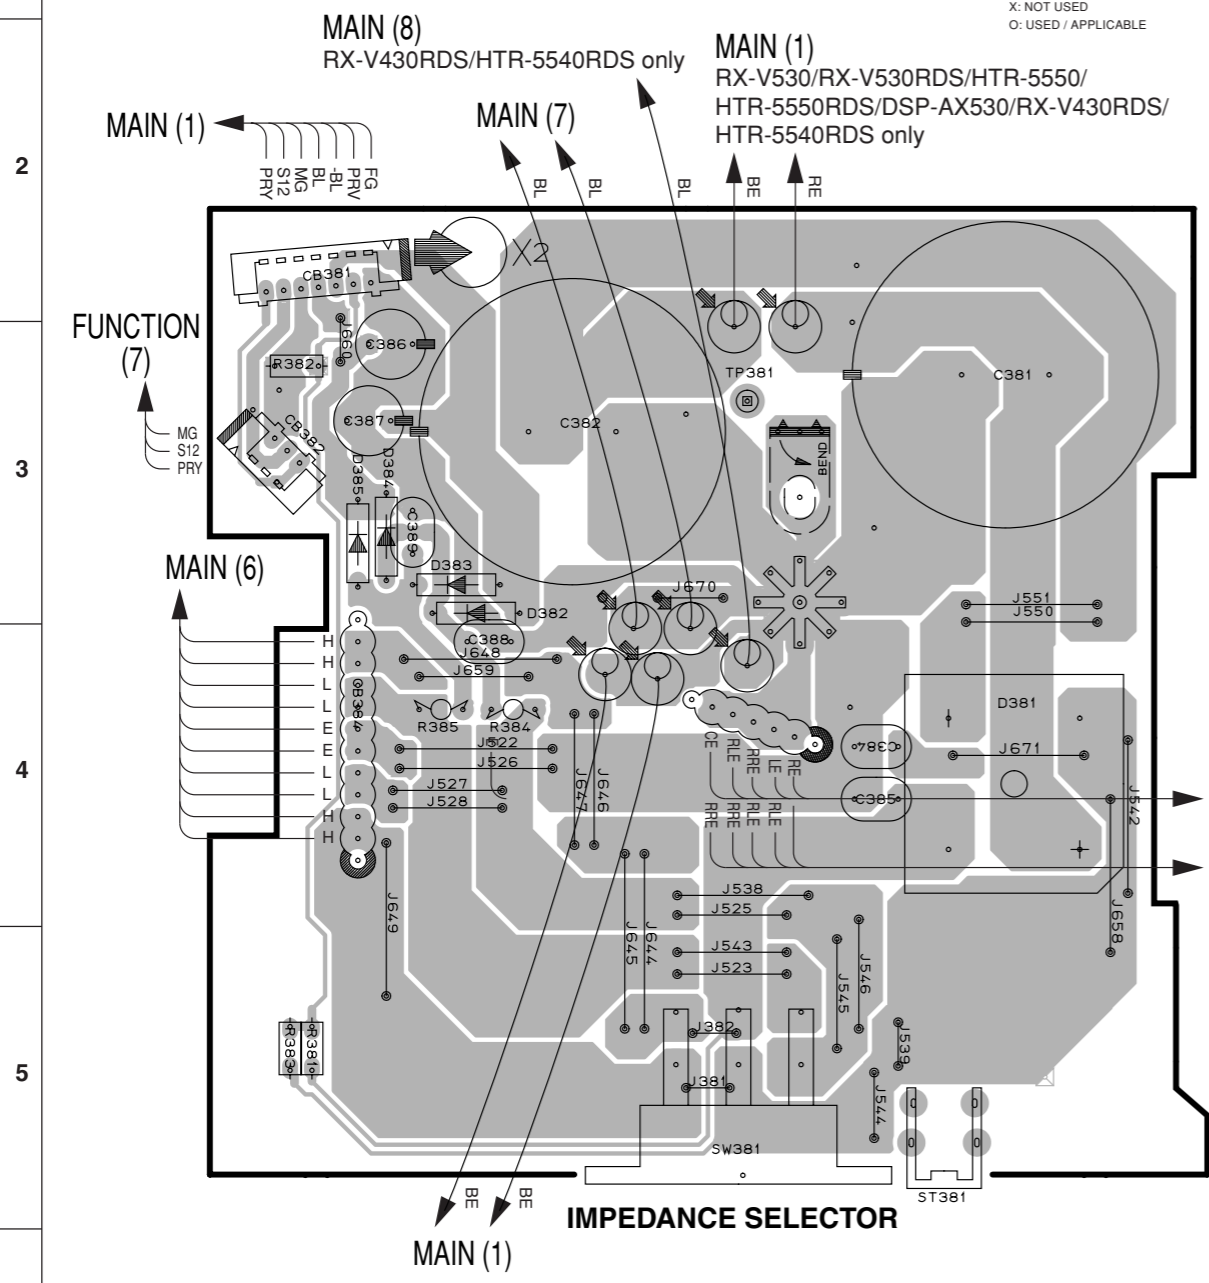 X: NOT USED
O: USED / APPLICABLE
MAIN (8)
RX-V430RDS/HTR-5540RDS only
MAIN (1)
RX-V530/RX-V530RDS/HTR-5550/
HTR-5550RDS/DSP-AX530/RX-V430RDS/
HTR-5540RDS only
MAIN (7)
MAIN (1)
2
PRY
S12
MG
BL
-BL
PRV
FG
BL
BL
BL
BE
RE
X2
CB381
FUNCTION
(7)
J660
C386
R382
TP381
C381
C387
C382
CB382
MG
S12
PRY
3
D385
D384
BEND
C389
MAIN (6)
D383
J670
D382
J551
J550
C388
J648
J659
H
H
L
L
E
E
L
L
H
H
CB384
R385
R384
D381
J522
J526
J527
J528
4
CE
RLE
RRE
LE
RE
C384
J671
C385
RRE
RRE
RLE
RLE
J647
J646
J542
J538
J525
J649
J658
J645
J644
J543
J523
J546
J545
J382
J539
R383
R381
5
J381
J544
SW381
ST381
BE
BE
IMPEDANCE SELECTOR
MAIN (1)